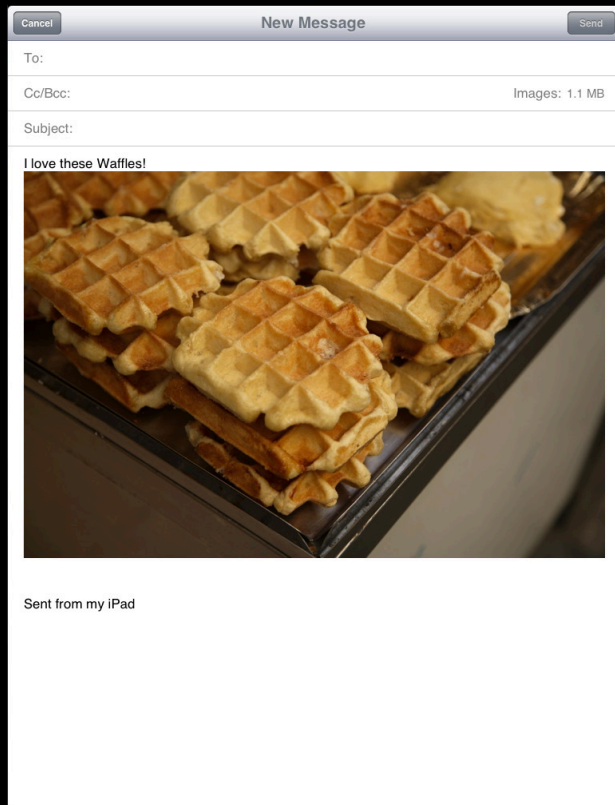 Cancel New Message Send
To:
Cc/Bcc: Images: 1.1 MB
Subject:
I love these Waffles!
Sent from my iPad